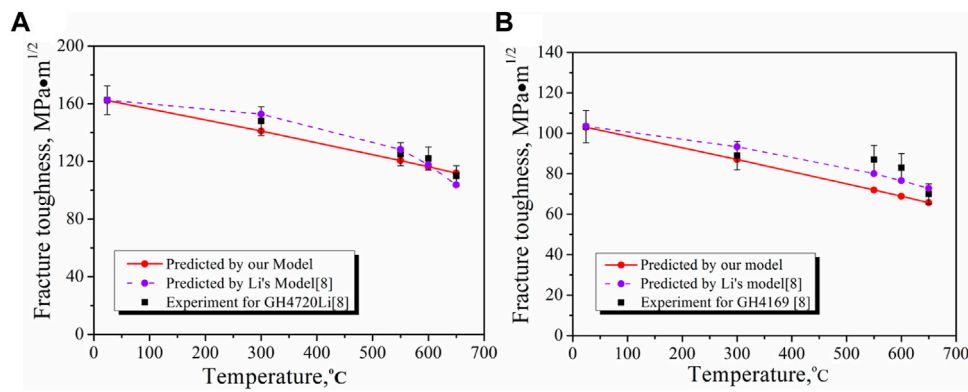 A
Fracture toughness, MPa•m1/2
200
160
120
80
40
0
Predicted by our Model
Predicted by Li's Model[8]
Experiment for GH4720Li[8]
0 100 200 300 400 500 600 700
Temperature,°C
B
Fracture toughness, MPa•m1/2
140
120
100
80
60
40
20
0
Predicted by our model
Predicted by Li's model[8]
Experiment for GH4169 [8]
0 100 200 300 400 500 600 700
Temperature,°C